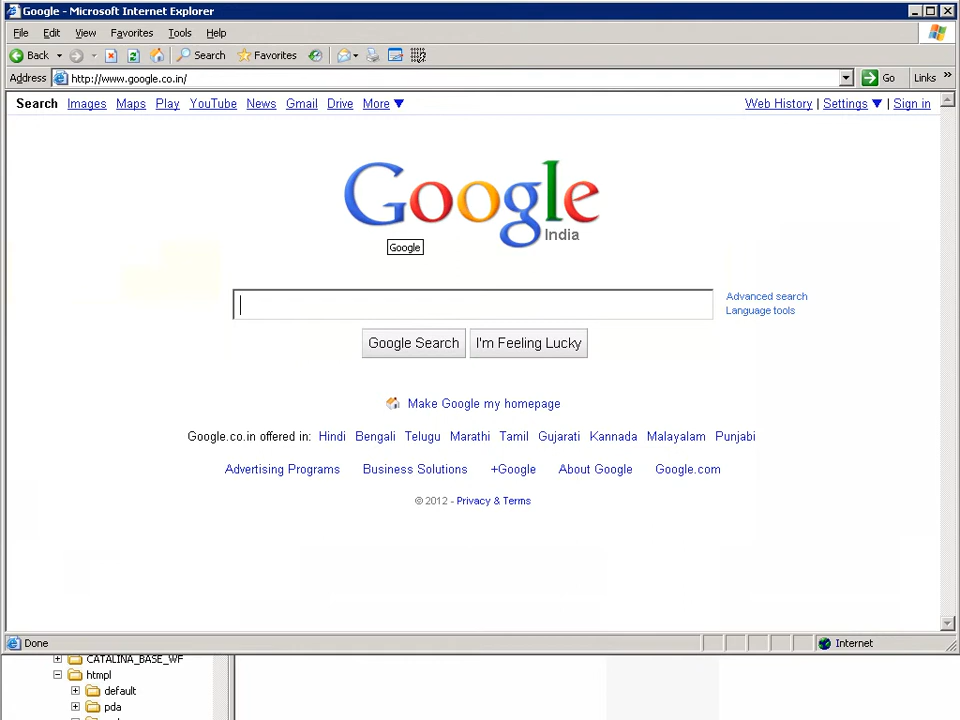 Google - Microsoft Internet Explorer
File Edit View Favorites Tools Help
Back Search Favorites
Address http://www.google.co.in/ Go Links »
Search Images Maps Play YouTube News Gmail Drive More ▼ Web History | Settings ▼ | Sign in
Google
India
Google
Advanced search
Language tools
Google Search I'm Feeling Lucky
Make Google my homepage
Google.co.in offered in: Hindi Bengali Telugu Marathi Tamil Gujarati Kannada Malayalam Punjabi
Advertising Programs Business Solutions +Google About Google Google.com
© 2012 - Privacy & Terms
Done Internet
CATALINA_BASE_WF
htmpl
default
pda